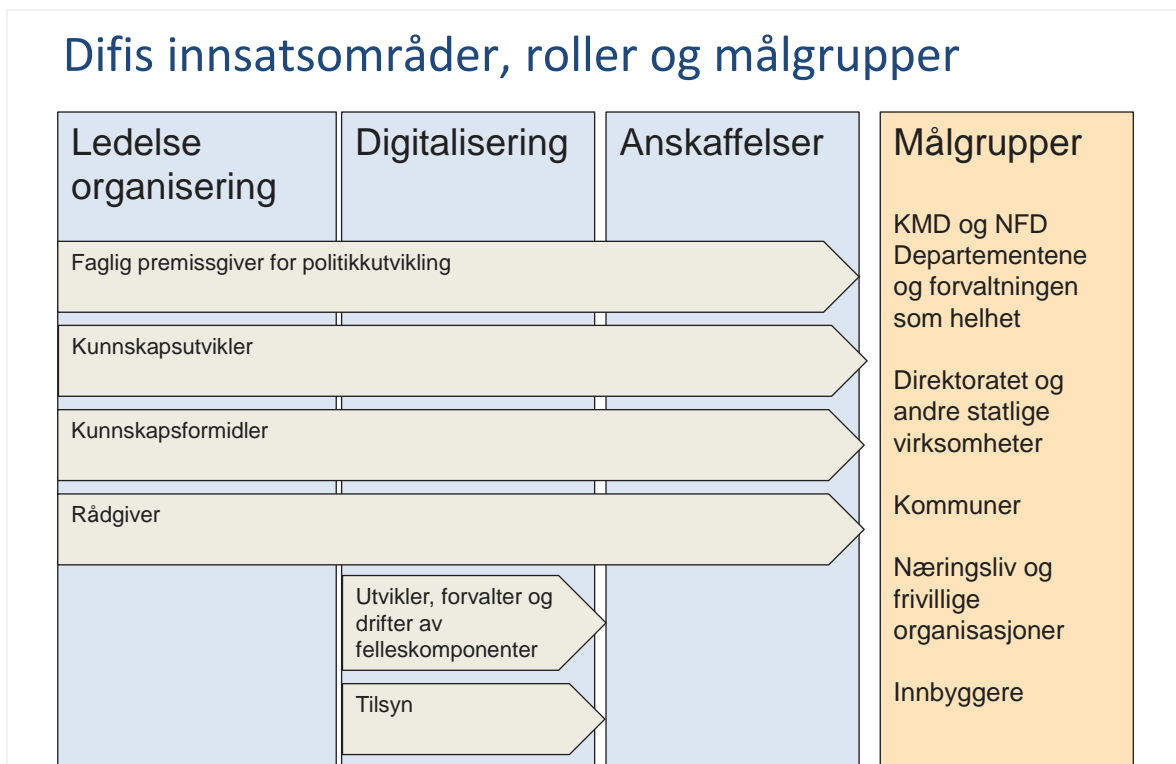 Difis innsatsområder, roller og målgrupper
Ledelse
organisering
Digitalisering
Anskaffelser
Faglig premissgiver for politikkutvikling
Kunnskapsutvikler
Kunnskapsformidler
Rådgiver
Utvikler, forvalter og
drifter av
felleskomponenter
Tilsyn
Målgrupper
KMD og NFD
Departementene
og forvaltningen
som helhet
Direktoratet og
andre statlige
virksomheter
Kommuner
Næringsliv og
frivillige
organisasjoner
Innbyggere